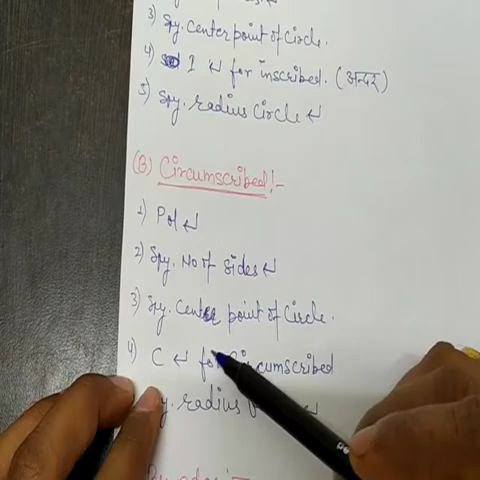 3) Spy. Center point of Circle.
4) I ↵ for inscribed. (अन्दर)
5) Spy. radius Circle ↵
(B) Circumscribed:-
1) Pol ↵
2) Spy. No of sides ↵
3) Spy. Center point of Circle.
4) C ↵ for Circumscribed
radius